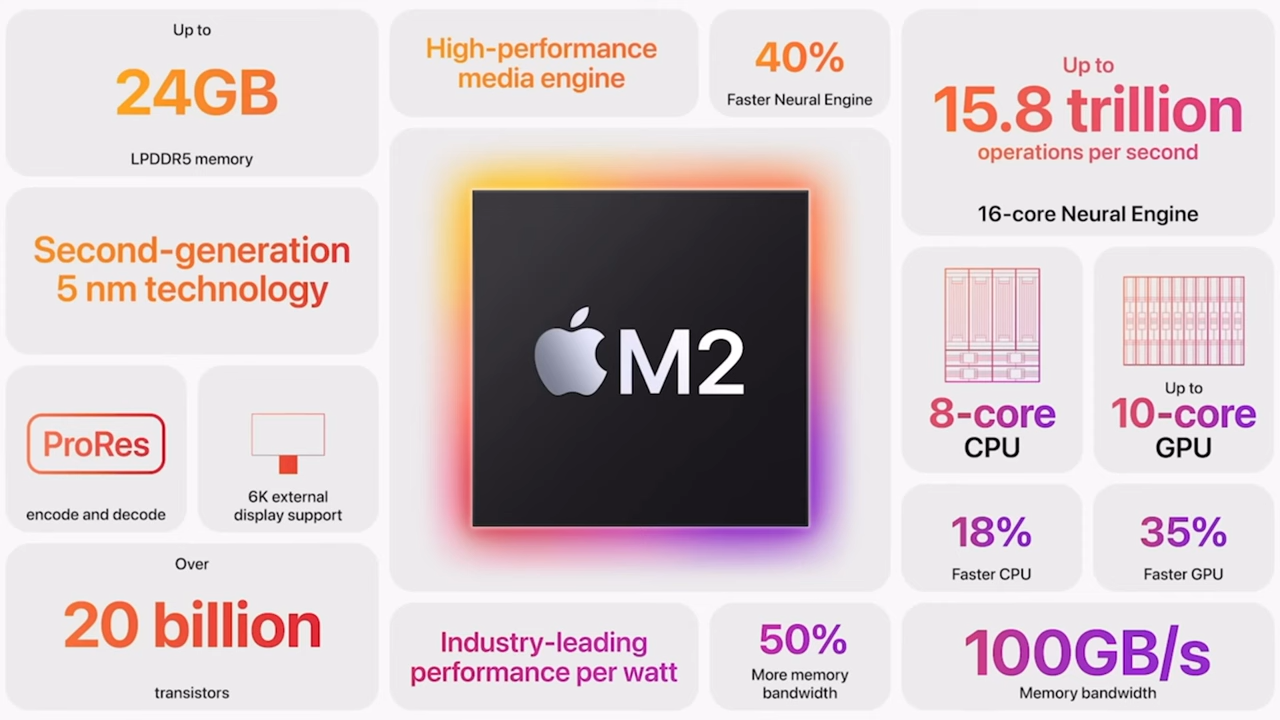 Up to
24GB
LPDDR5 memory
High-performance
media engine
40%
Faster Neural Engine
Up to
15.8 trillion
operations per second
16-core Neural Engine
Second-generation
5 nm technology
M2
8-core
CPU
Up to
10-core
GPU
ProRes
encode and decode
6K external
display support
18%
Faster CPU
35%
Faster GPU
Over
20 billion
transistors
Industry-leading
performance per watt
50%
More memory
bandwidth
100GB/s
Memory bandwidth